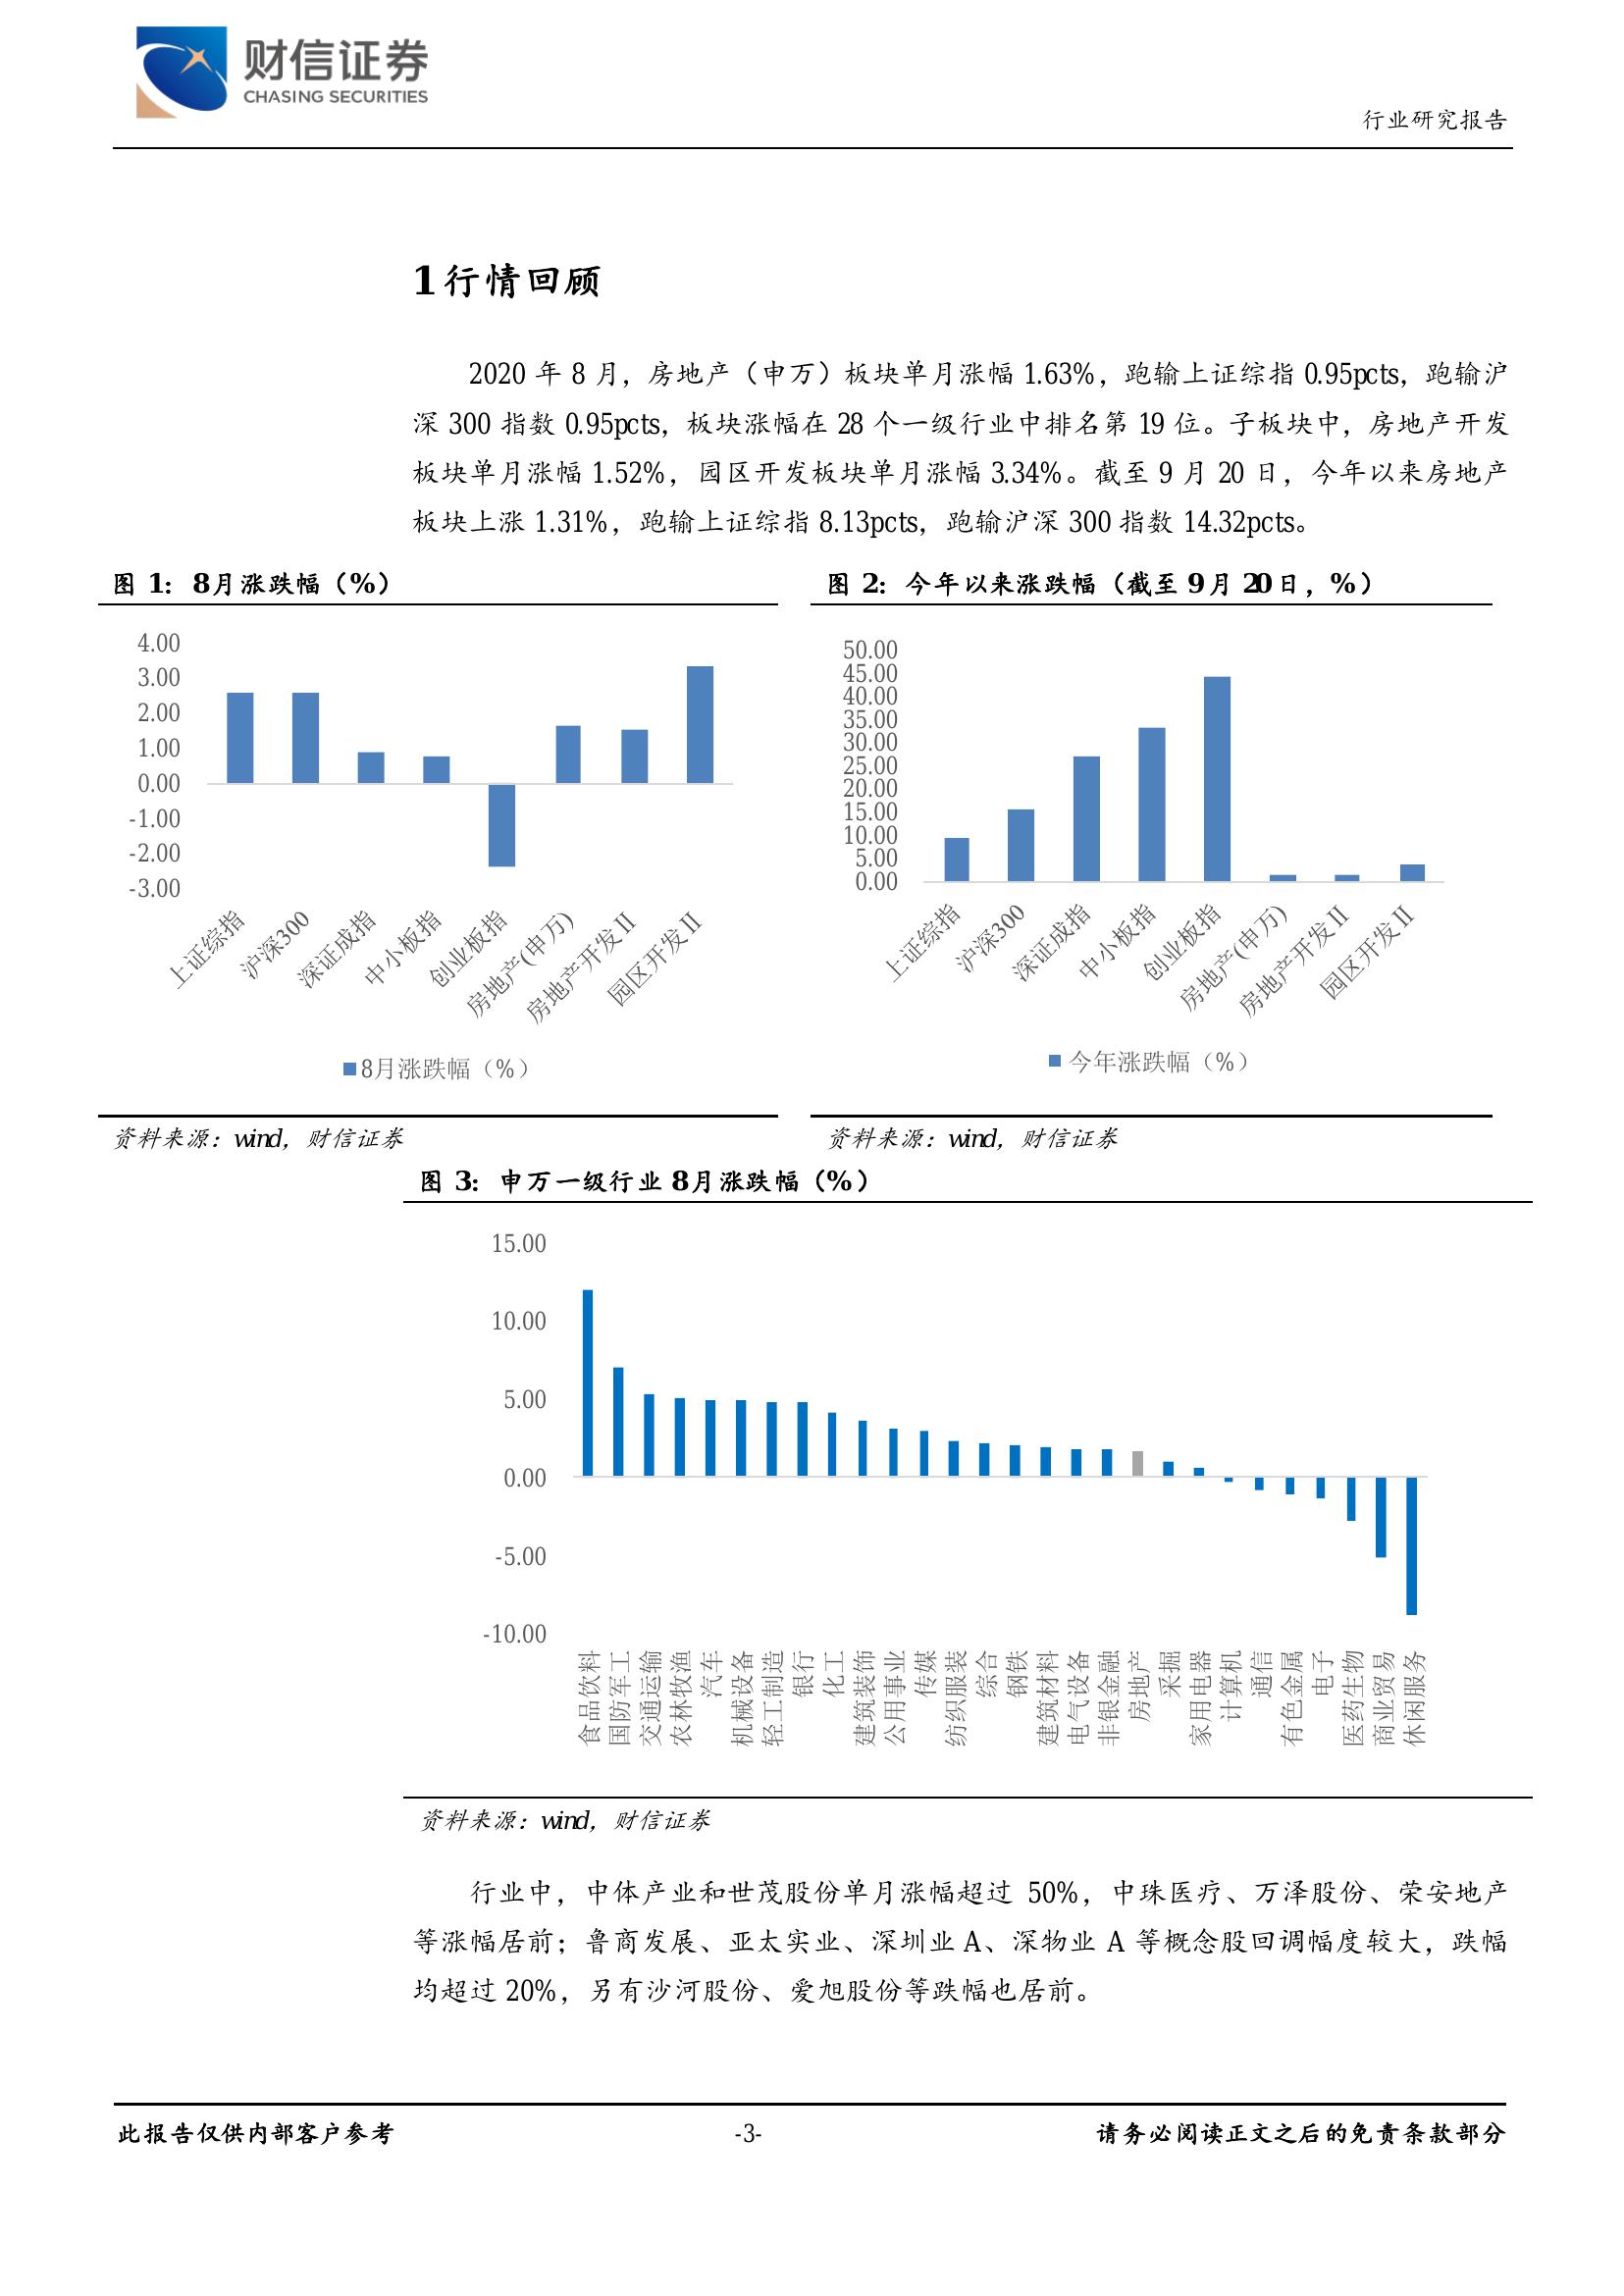 财信证券
CHASING SECURITIES
行业研究报告
1行情回顾
2020 年 8 月，房地产（申万）板块单月涨幅 1.63%，跑输上证综指 0.95pcts，跑输沪
深 300 指数 0.95pcts，板块涨幅在 28 个一级行业中排名第 19 位。子板块中，房地产开发
板块单月涨幅 1.52%，园区开发板块单月涨幅 3.34%。截至 9 月 20 日，今年以来房地产
板块上涨 1.31%，跑输上证综指 8.13pcts，跑输沪深 300 指数 14.32pcts。
图 1：8月涨跌幅（%）
4.00
3.00
2.00
1.00
0.00
-1.00
-2.00
-3.00
上证综指
沪深300
深证成指
中小板指
创业板指
房地产(申万)
房地产开发Ⅱ
园区开发Ⅱ
8月涨跌幅（%）
资料来源：wind，财信证券
图 2：今年以来涨跌幅（截至 9月 20日，%）
50.00
45.00
40.00
35.00
30.00
25.00
20.00
15.00
10.00
5.00
0.00
上证综指
沪深300
深证成指
中小板指
创业板指
房地产(申万)
房地产开发Ⅱ
园区开发Ⅱ
今年涨跌幅（%）
资料来源：wind，财信证券
图 3：申万一级行业 8月涨跌幅（%）
15.00
10.00
5.00
0.00
-5.00
-10.00
食品饮料
国防军工
交通运输
农林牧渔
汽车
机械设备
轻工制造
银行
化工
建筑装饰
公用事业
传媒
纺织服装
综合
钢铁
建筑材料
电气设备
非银金融
房地产
采掘
家用电器
计算机
通信
有色金属
电子
医药生物
商业贸易
休闲服务
资料来源：wind，财信证券
行业中，中体产业和世茂股份单月涨幅超过 50%，中珠医疗、万泽股份、荣安地产
等涨幅居前；鲁商发展、亚太实业、深圳业 A、深物业 A 等概念股回调幅度较大，跌幅
均超过 20%，另有沙河股份、爱旭股份等跌幅也居前。
此报告仅供内部客户参考
-3-
请务必阅读正文之后的免责条款部分